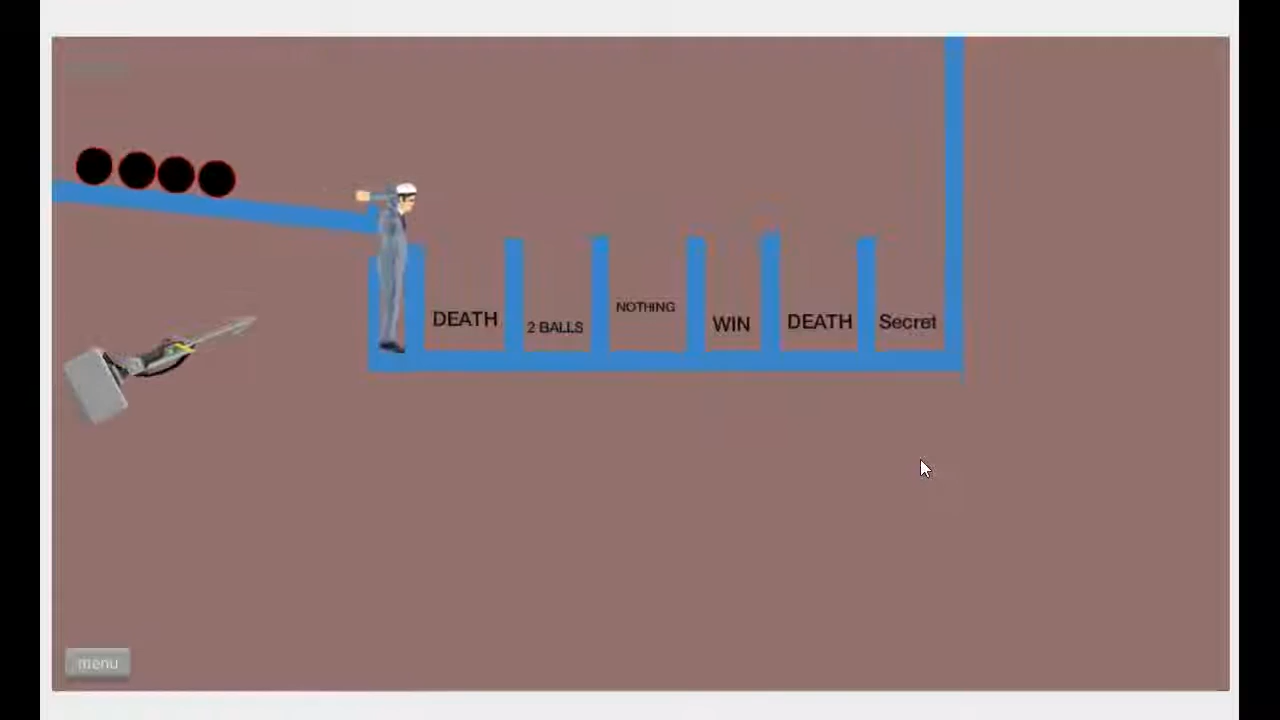 DEATH
2 BALLS
NOTHING
WIN
DEATH
Secret
menu